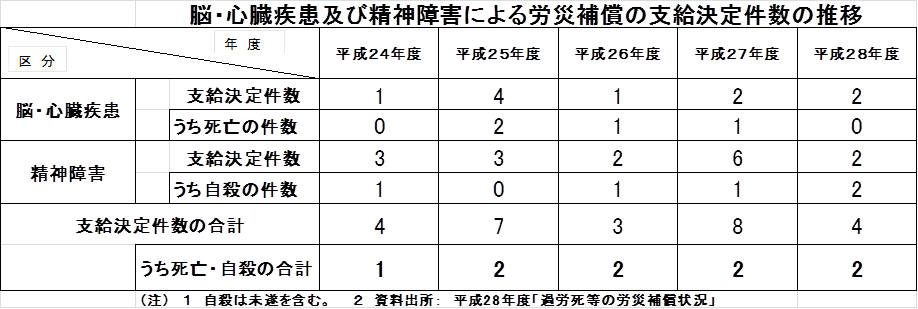 脳・心臓疾患及び精神障害による労災補償の支給決定件数の推移
年 度
区 分
平成24年度 平成25年度 平成26年度 平成27年度 平成28年度
脳・心臓疾患 支給決定件数 1 4 1 2 2
うち死亡の件数 0 2 1 1 0
精神障害 支給決定件数 3 3 2 6 2
うち自殺の件数 1 0 1 1 2
支給決定件数の合計 4 7 3 8 4
うち死亡・自殺の合計 1 2 2 2 2
（注） 1 自殺は未遂を含む。 2 資料出所： 平成28年度「過労死等の労災補償状況」